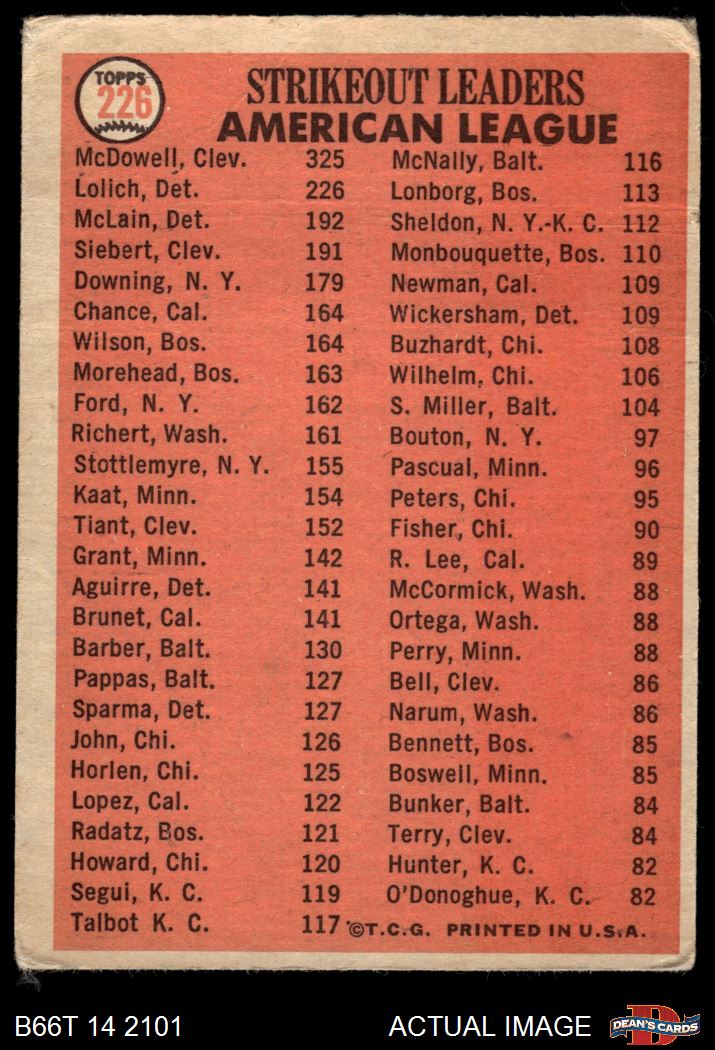 TOPPS
226
STRIKEOUT LEADERS
AMERICAN LEAGUE
McDowell, Clev. 325
Lolich, Det. 226
McLain, Det. 192
Siebert, Clev. 191
Downing, N. Y. 179
Chance, Cal. 164
Wilson, Bos. 164
Morehead, Bos. 163
Ford, N. Y. 162
Richert, Wash. 161
Stottlemyre, N. Y. 155
Kaat, Minn. 154
Tiant, Clev. 152
Grant, Minn. 142
Aguirre, Det. 141
Brunet, Cal. 141
Barber, Balt. 130
Pappas, Balt. 127
Sparma, Det. 127
John, Chi. 126
Horlen, Chi. 125
Lopez, Cal. 122
Radatz, Bos. 121
Howard, Chi. 120
Segui, K. C. 119
Talbot K. C. 117
McNally, Balt. 116
Lonborg, Bos. 113
Sheldon, N. Y.-K. C. 112
Monbouquette, Bos. 110
Newman, Cal. 109
Wickersham, Det. 109
Buzhardt, Chi. 108
Wilhelm, Chi. 106
S. Miller, Balt. 104
Bouton, N. Y. 97
Pascual, Minn. 96
Peters, Chi. 95
Fisher, Chi. 90
R. Lee, Cal. 89
McCormick, Wash. 88
Ortega, Wash. 88
Perry, Minn. 88
Bell, Clev. 86
Narum, Wash. 86
Bennett, Bos. 85
Boswell, Minn. 85
Bunker, Balt. 84
Terry, Clev. 84
Hunter, K. C. 82
O'Donoghue, K. C. 82
©T.C.G. PRINTED IN U.S.A.
B66T 14 2101
ACTUAL IMAGE
DEAN'S CARDS